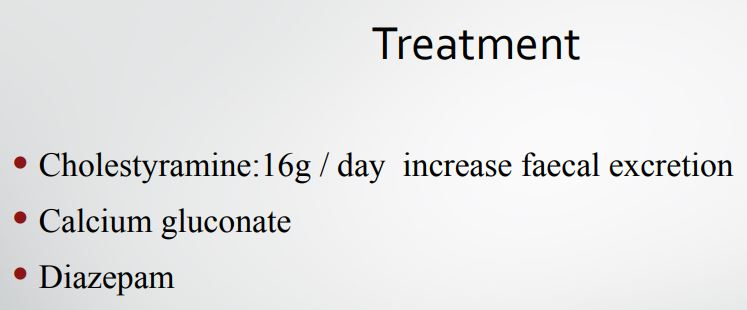 Treatment
• Cholestyramine:16g / day increase faecal excretion
• Calcium gluconate
• Diazepam